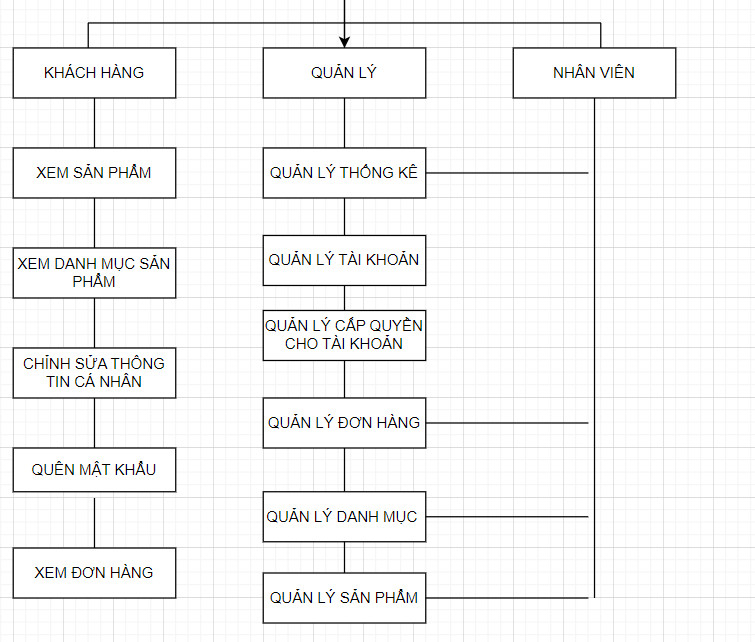 KHÁCH HÀNG
QUẢN LÝ
NHÂN VIÊN
XEM SẢN PHẨM
QUẢN LÝ THỐNG KÊ
XEM DANH MỤC SẢN
PHẨM
QUẢN LÝ TÀI KHOẢN
QUẢN LÝ CẤP QUYỀN
CHO TÀI KHOẢN
CHỈNH SỬA THÔNG
TIN CÁ NHÂN
QUẢN LÝ ĐƠN HÀNG
QUÊN MẬT KHẨU
QUẢN LÝ DANH MỤC
XEM ĐƠN HÀNG
QUẢN LÝ SẢN PHẨM